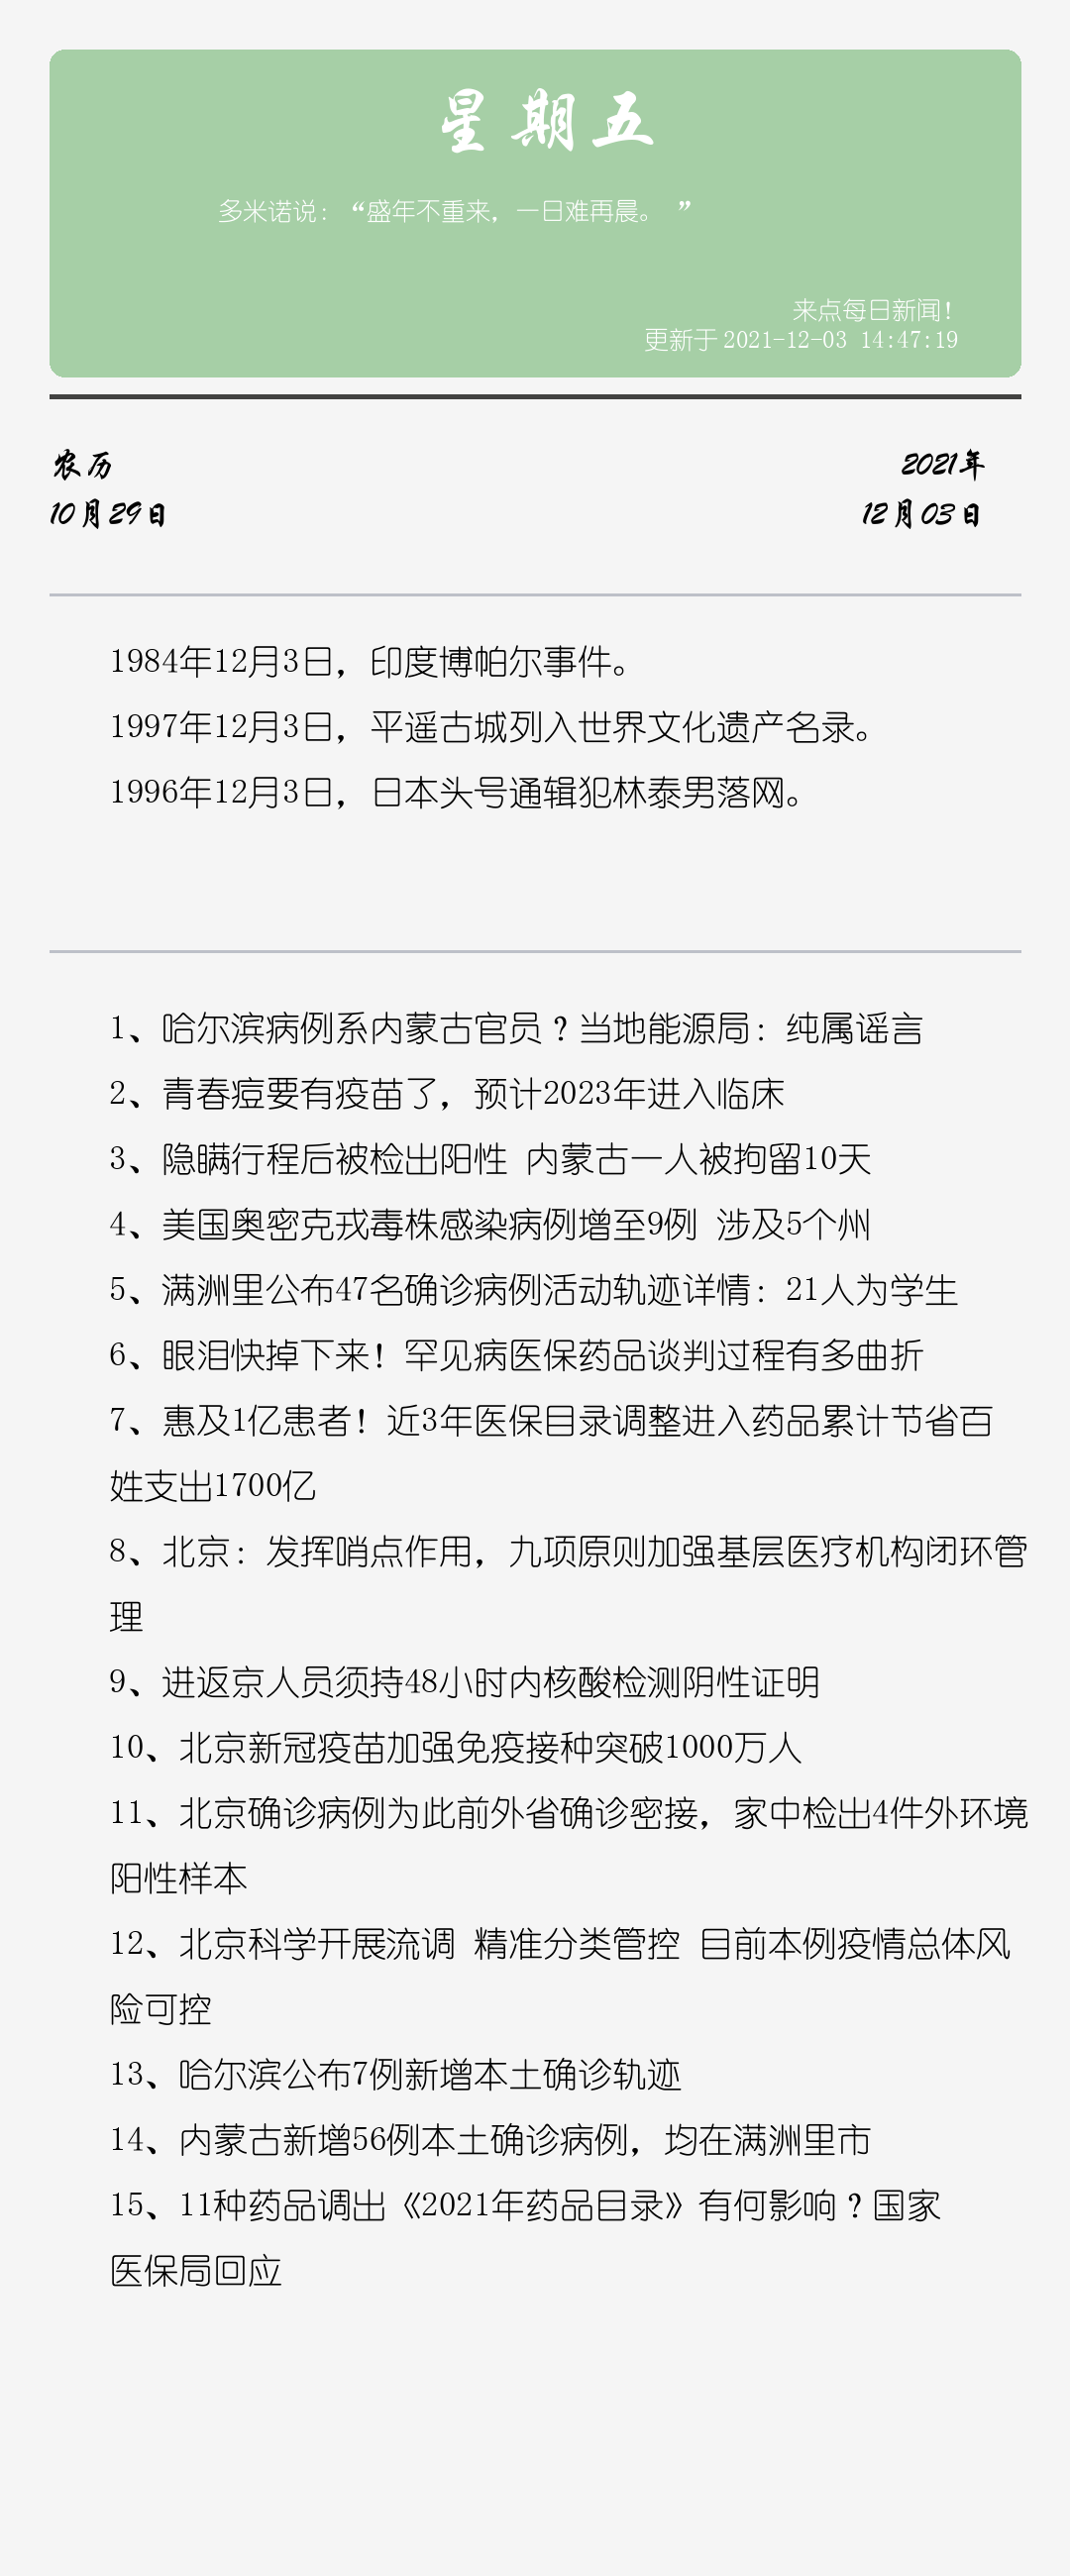 星期五
多米诺说：“盛年不重来，一日难再晨。 ”
来点每日新闻！
更新于 2021-12-03 14:47:19
农历
2021年
10月29日
12月03日
1984年12月3日，印度博帕尔事件。
1997年12月3日，平遥古城列入世界文化遗产名录。
1996年12月3日，日本头号通辑犯林泰男落网。
1、哈尔滨病例系内蒙古官员？当地能源局：纯属谣言
2、青春痘要有疫苗了，预计2023年进入临床
3、隐瞒行程后被检出阳性 内蒙古一人被拘留10天
4、美国奥密克戎毒株感染病例增至9例 涉及5个州
5、满洲里公布47名确诊病例活动轨迹详情：21人为学生
6、眼泪快掉下来！罕见病医保药品谈判过程有多曲折
7、惠及1亿患者！近3年医保目录调整进入药品累计节省百
姓支出1700亿
8、北京：发挥哨点作用，九项原则加强基层医疗机构闭环管
理
9、进返京人员须持48小时内核酸检测阴性证明
10、北京新冠疫苗加强免疫接种突破1000万人
11、北京确诊病例为此前外省确诊密接，家中检出4件外环境
阳性样本
12、北京科学开展流调 精准分类管控 目前本例疫情总体风
险可控
13、哈尔滨公布7例新增本土确诊轨迹
14、内蒙古新增56例本土确诊病例，均在满洲里市
15、11种药品调出《2021年药品目录》有何影响？国家
医保局回应